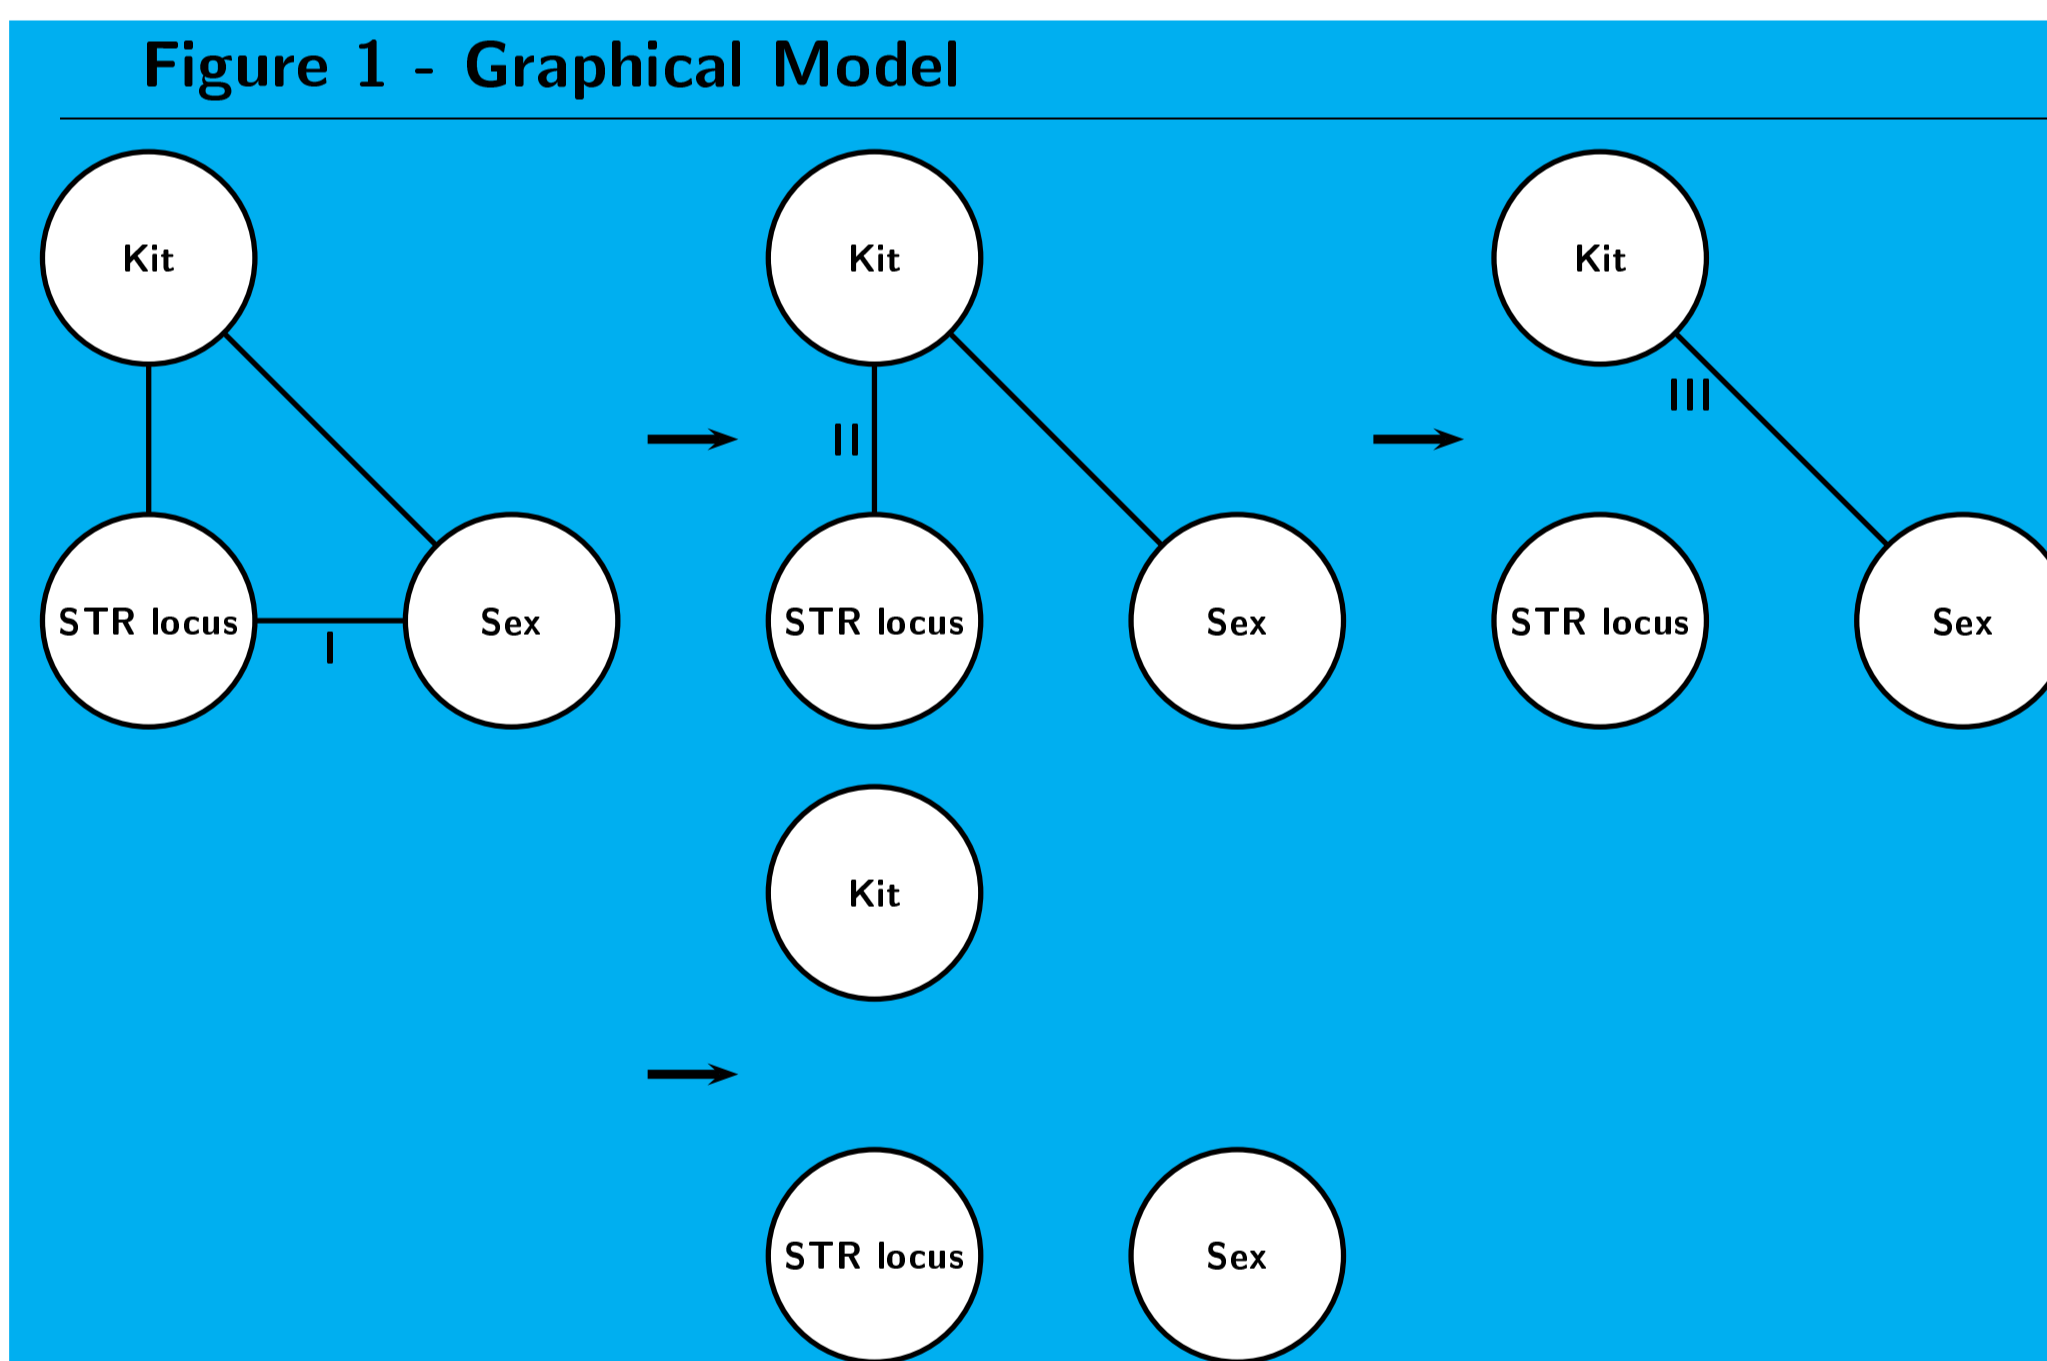 Figure 1 - Graphical Model
Kit
Kit
Kit
III
II
STR locus
Sex
STR locus
Sex
STR locus
Sex
I
Kit
STR locus
Sex